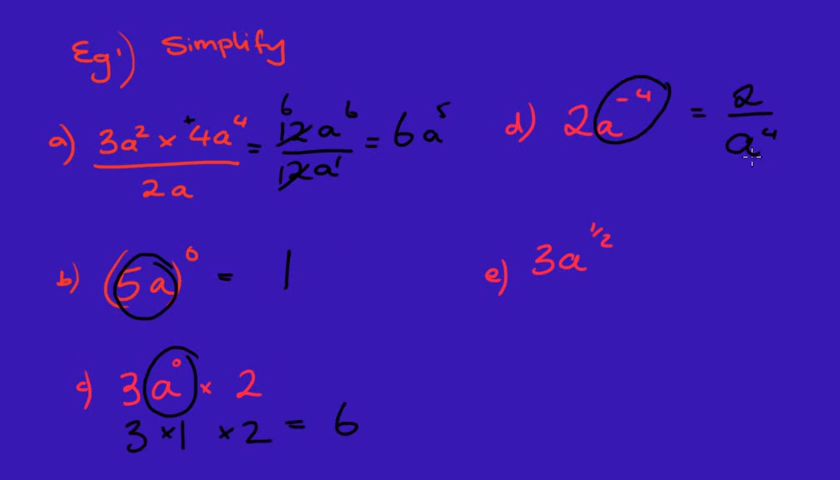 Eg') Simplify
a) (3a² × 4a⁴)/(2a) = (6 12a⁶)/(12a¹) = 6a⁵
b) (5a)⁰ = 1
c) 3a⁰ × 2
3 × 1 × 2 = 6
d) 2a⁻⁴ = 2/a⁴
e) 3a^½